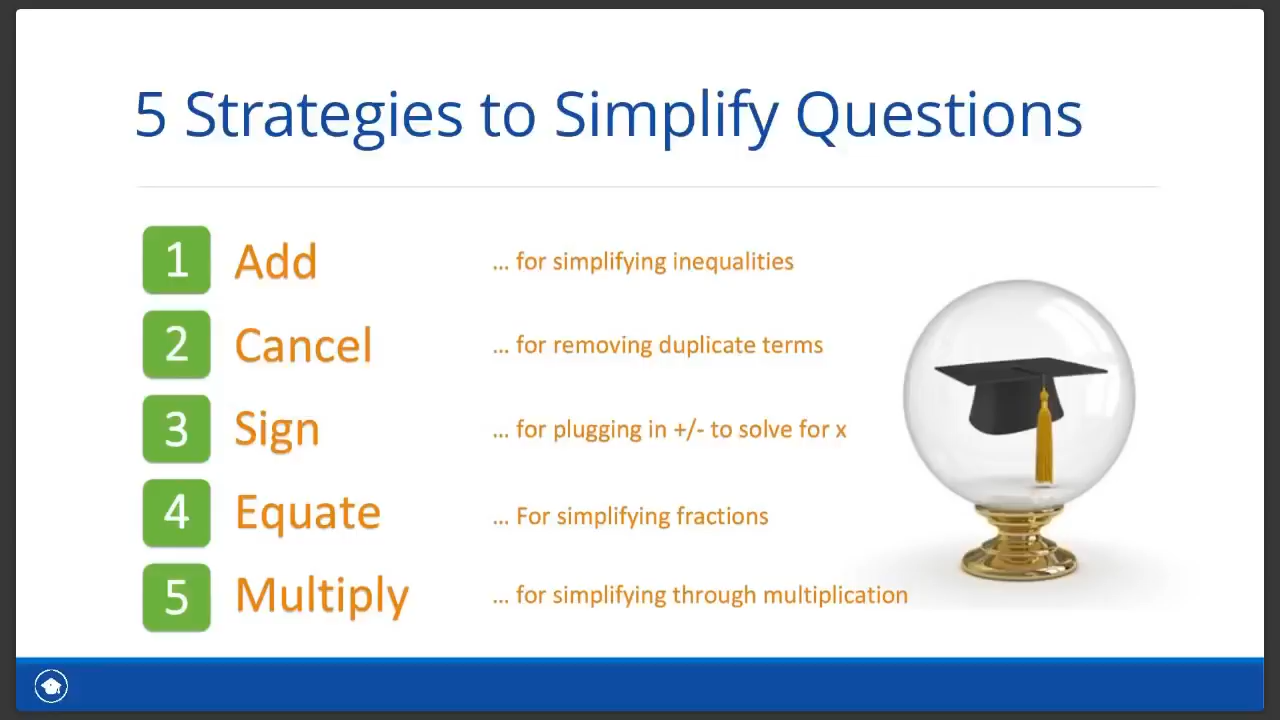 5 Strategies to Simplify Questions
1 Add ... for simplifying inequalities
2 Cancel ... for removing duplicate terms
3 Sign ... for plugging in +/- to solve for x
4 Equate ... For simplifying fractions
5 Multiply ... for simplifying through multiplication